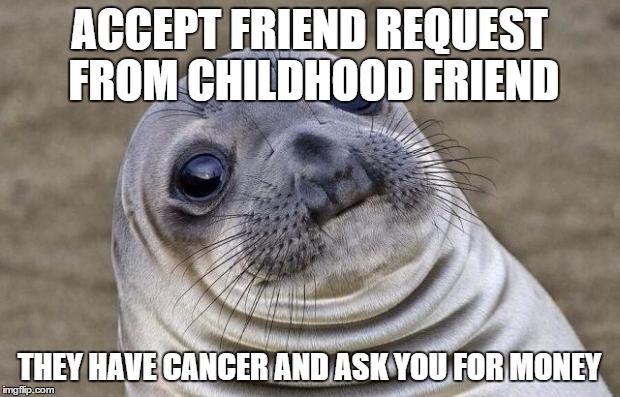 ACCEPT FRIEND REQUEST
FROM CHILDHOOD FRIEND
THEY HAVE CANCER AND ASK YOU FOR MONEY
imgflip.com